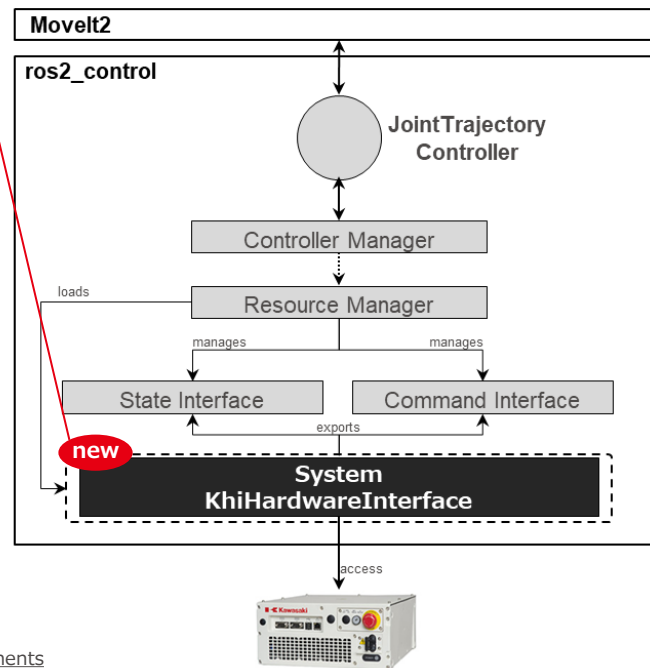 MoveIt2
ros2_control
JointTrajectory
Controller
Controller Manager
loads
Resource Manager
manages
manages
State Interface
Command Interface
exports
new
System
KhiHardwareInterface
access
Kawasaki
nents